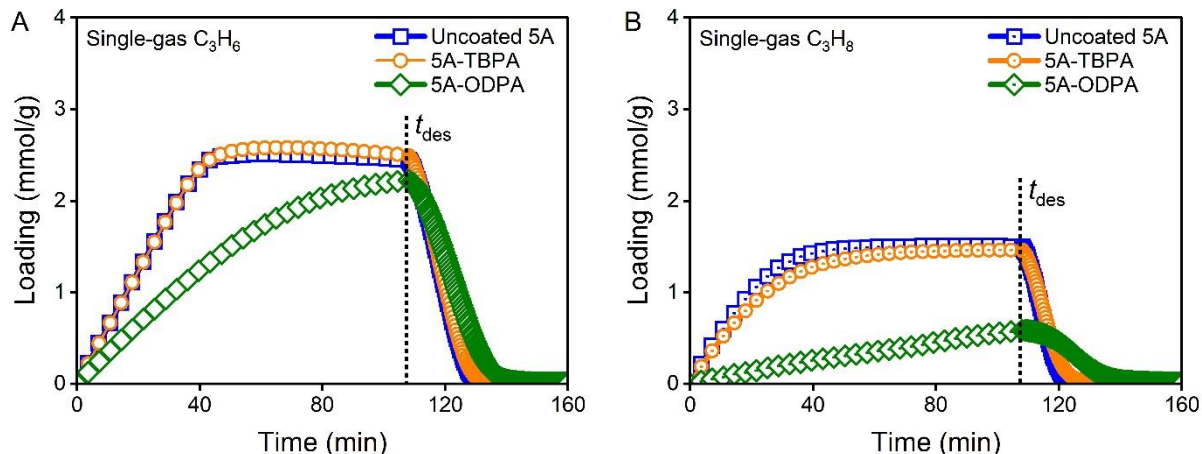 A
Single-gas C₃H₆
Uncoated 5A
5A-TBPA
5A-ODPA
t_des
Loading (mmol/g)
4
3
2
1
0
0 40 80 120 160
Time (min)
B
Single-gas C₃H₈
Uncoated 5A
5A-TBPA
5A-ODPA
t_des
Loading (mmol/g)
4
3
2
1
0
0 40 80 120 160
Time (min)